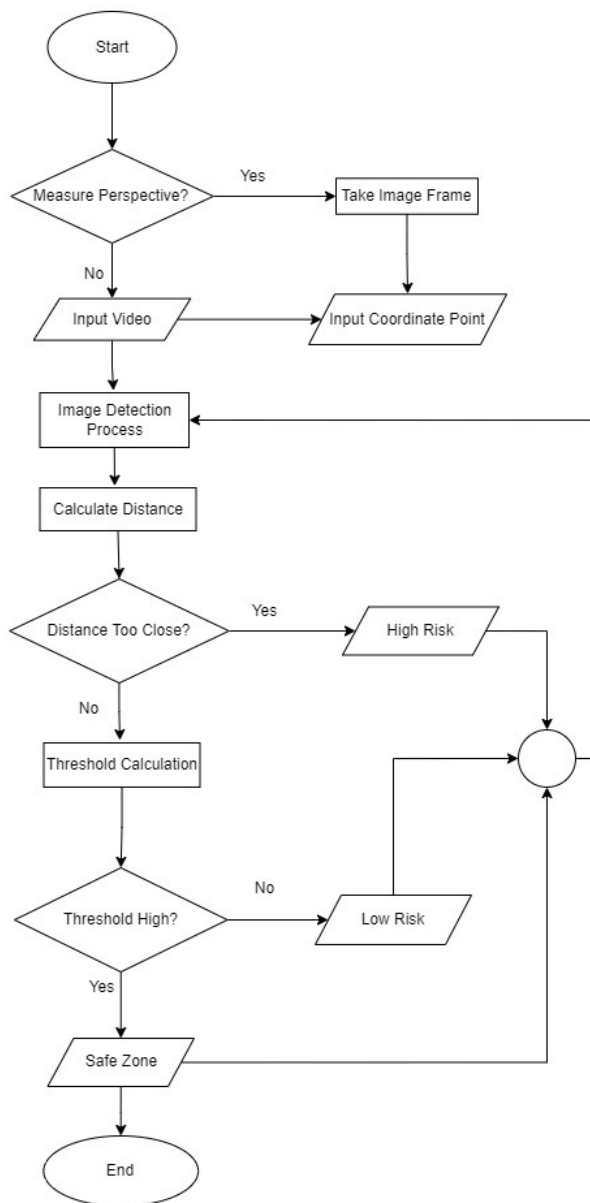 Start
Measure Perspective?
Yes
Take Image Frame
No
Input Video
Input Coordinate Point
Image Detection
Process
Calculate Distance
Distance Too Close?
Yes
High Risk
No
Threshold Calculation
Threshold High?
No
Low Risk
Yes
Safe Zone
End